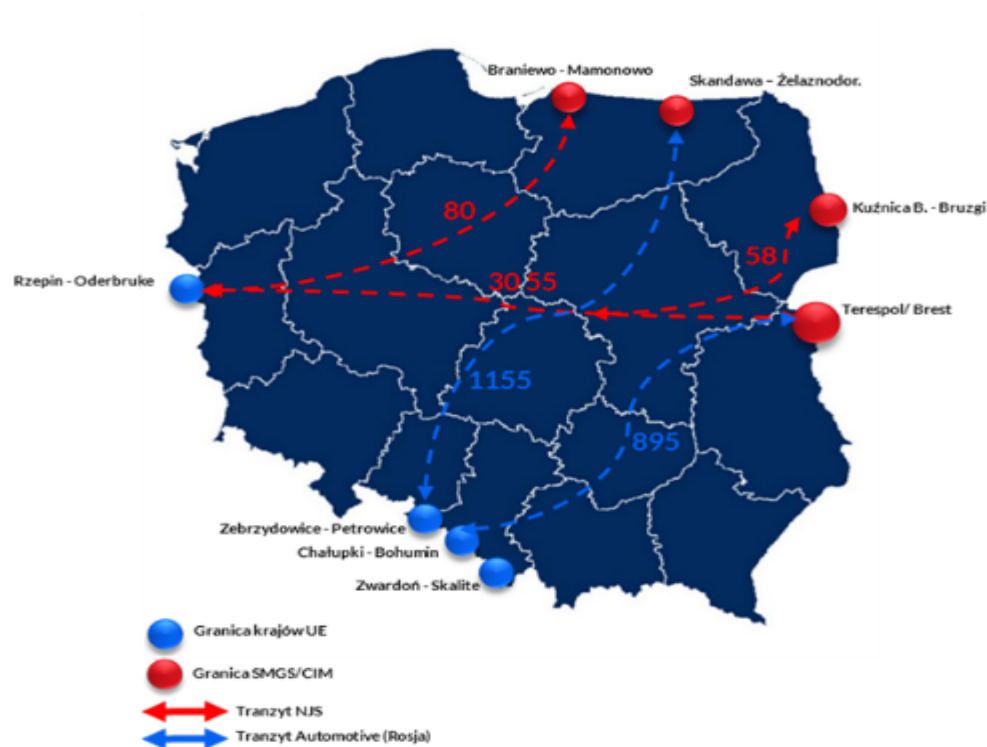 Braniewo - Mamonowo
Skandawa – Żelaznodor.
80
Kuźnica B. - Bruzgi
58
Rzepin - Oderbruke
30 55
Terespol/ Brest
1155
895
Zebrzydowice - Petrowice
Chałupki - Bohumin
Zwardoń - Skalite
Granica krajów UE
Granica SMGS/CIM
Tranzyt NJS
Tranzyt Automotive (Rosja)